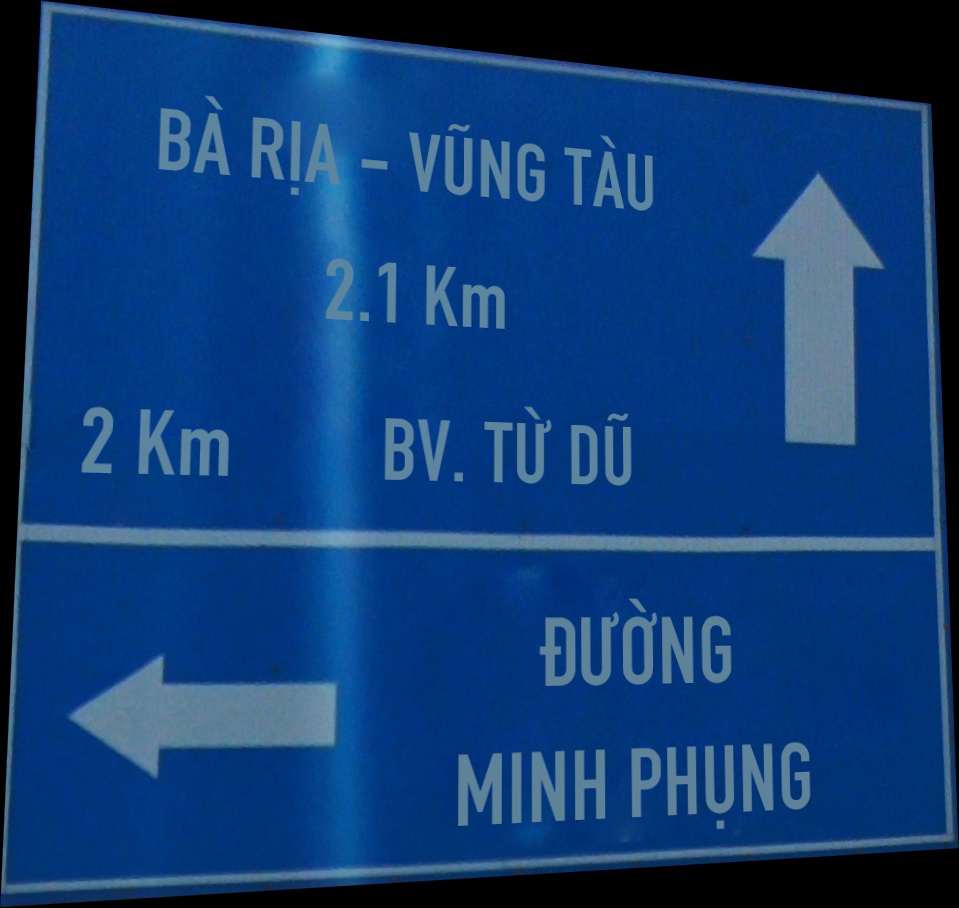 BÀ RỊA – VŨNG TÀU
2.1 Km
2 Km BV. TỪ DŨ
ĐƯỜNG
MINH PHỤNG